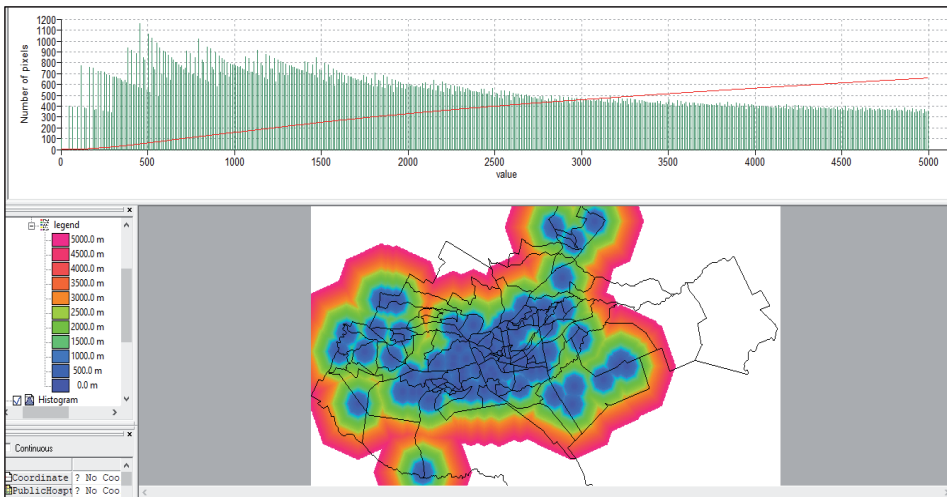 1200
1100
1000
900
800
700
600
500
400
300
200
100
0
Number of pixels
0 500 1000 1500 2000 2500 3000 3500 4000 4500 5000
value
legend
5000.0 m
4500.0 m
4000.0 m
3500.0 m
3000.0 m
2500.0 m
2000.0 m
1500.0 m
1000.0 m
500.0 m
0.0 m
Histogram
Continuous
Coordinate ? No Coo
PublicHospt ? No Coo